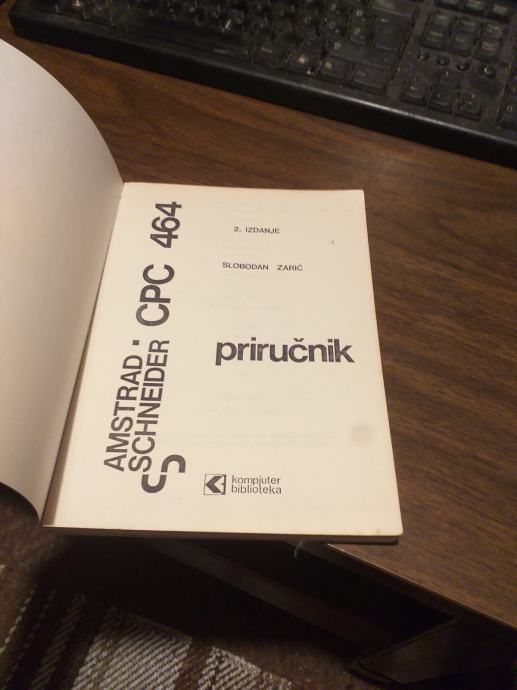 AMSTRAD ·
SCHNEIDER CPC 464
2. IZDANJE
SLOBODAN ZARIĆ
priručnik
kompjuter
biblioteka